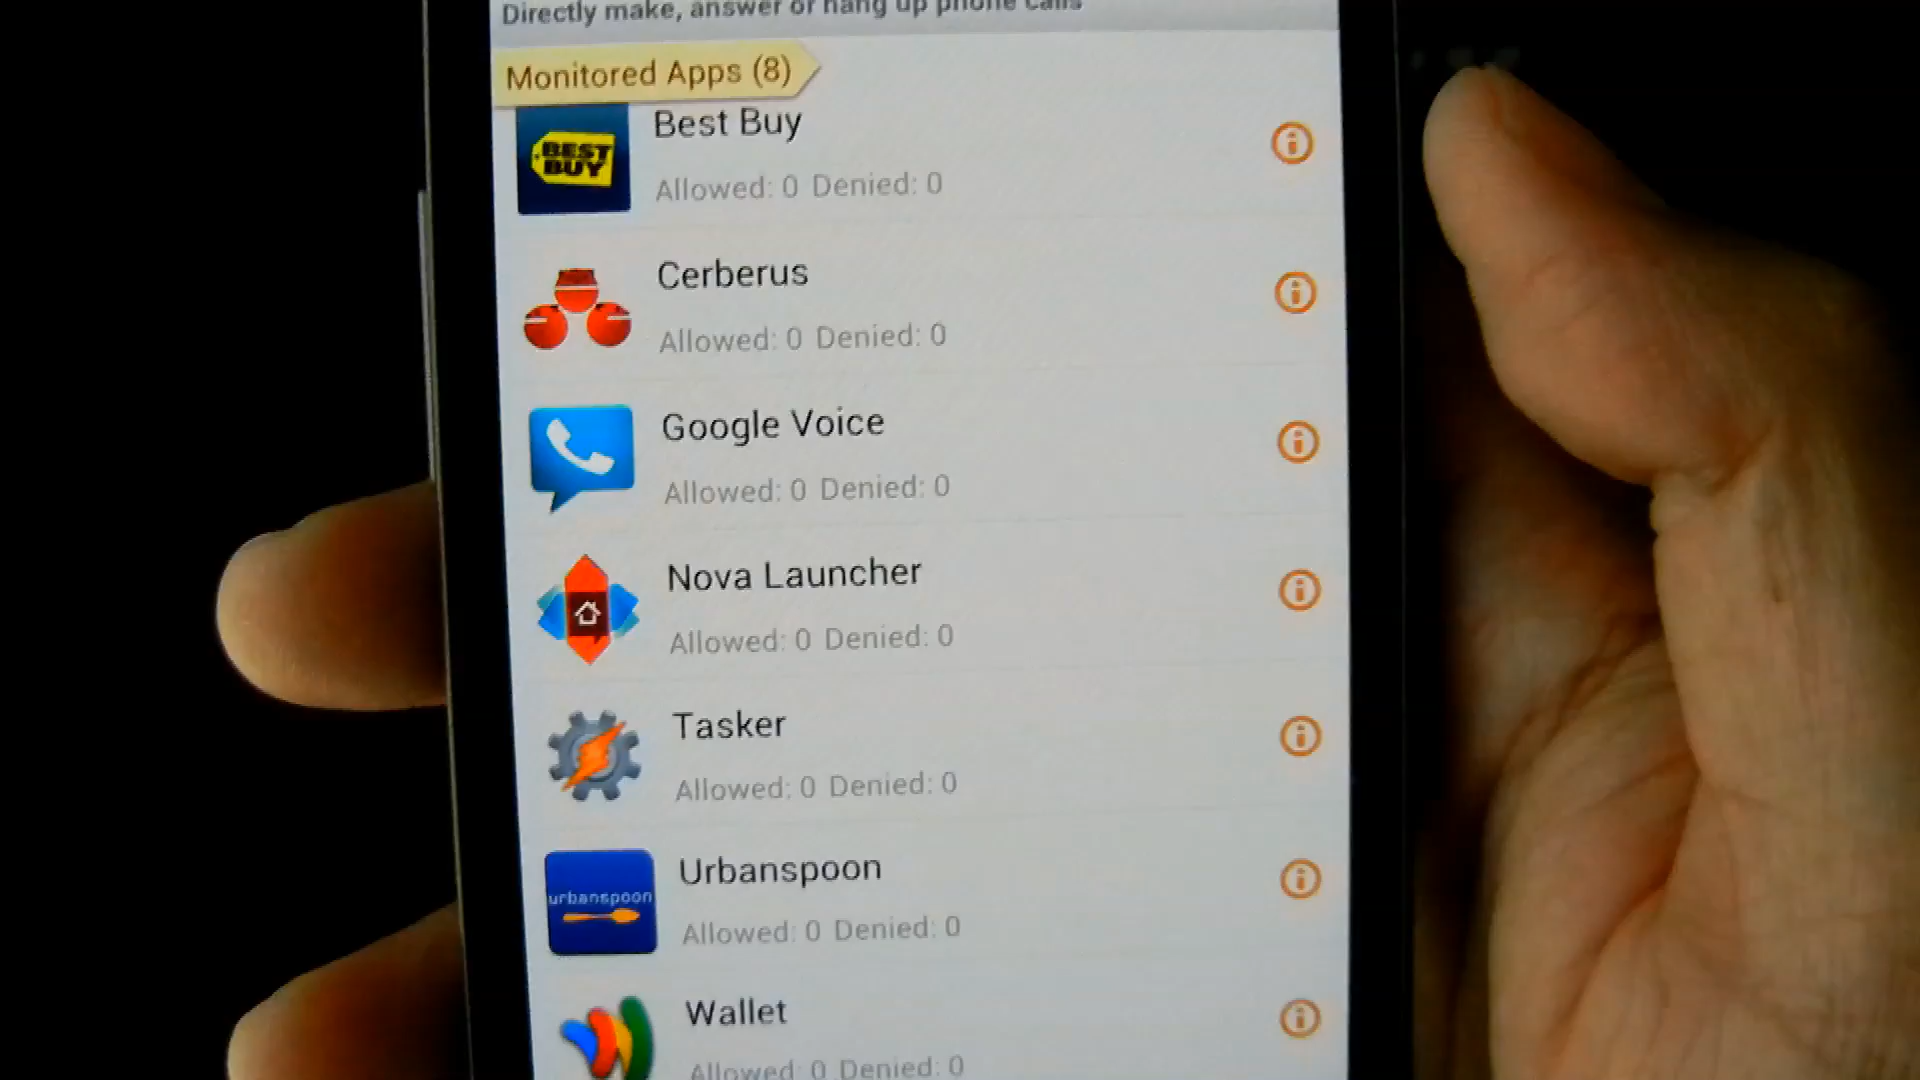 Directly make, answer or hang up phone calls
Monitored Apps (8)
BEST
BUY
Best Buy
Allowed: 0 Denied: 0
Cerberus
Allowed: 0 Denied: 0
Google Voice
Allowed: 0 Denied: 0
Nova Launcher
Allowed: 0 Denied: 0
Tasker
Allowed: 0 Denied: 0
urbanspoon
Urbanspoon
Allowed: 0 Denied: 0
Wallet
Allowed: 0 Denied: 0